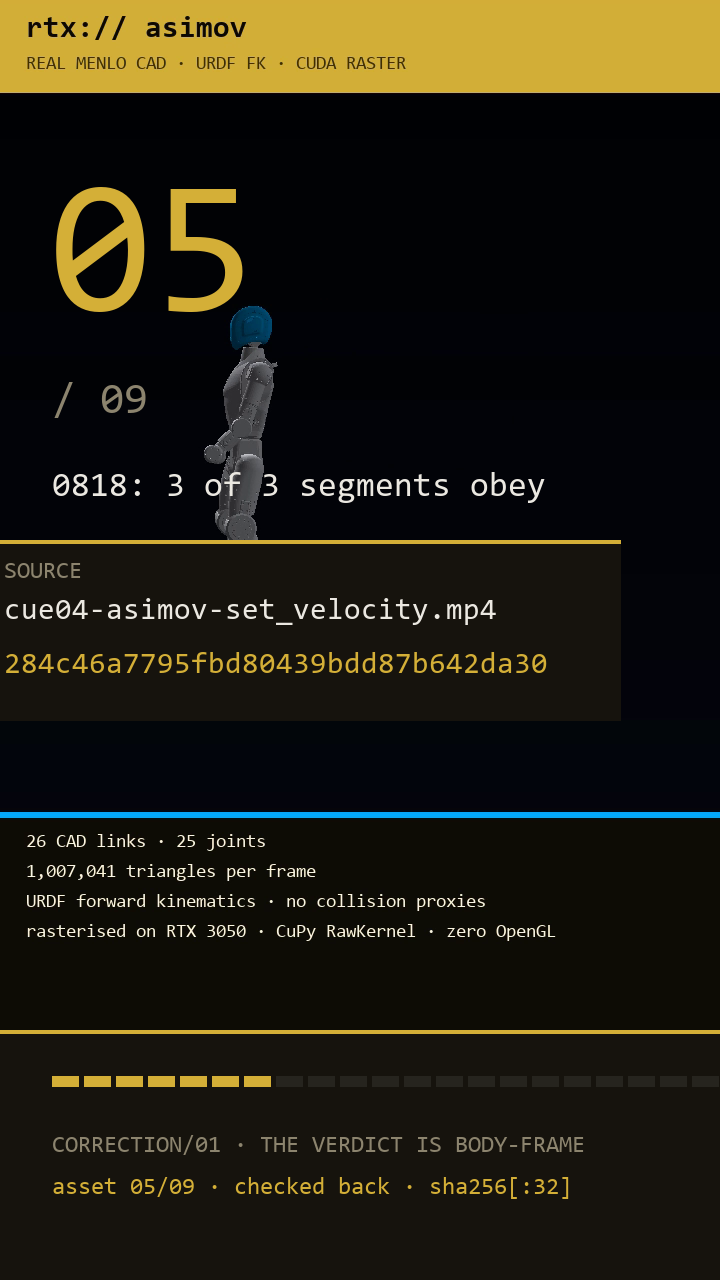 rtx:// asimov
REAL MENLO CAD · URDF FK · CUDA RASTER
05
/ 09
0818: 3 of 3 segments obey
SOURCE
cue04-asimov-set_velocity.mp4
284c46a7795fbd80439bdd87b642da30
26 CAD links · 25 joints
1,007,041 triangles per frame
URDF forward kinematics · no collision proxies
rasterised on RTX 3050 · CuPy RawKernel · zero OpenGL
CORRECTION/01 · THE VERDICT IS BODY-FRAME
asset 05/09 · checked back · sha256[:32]